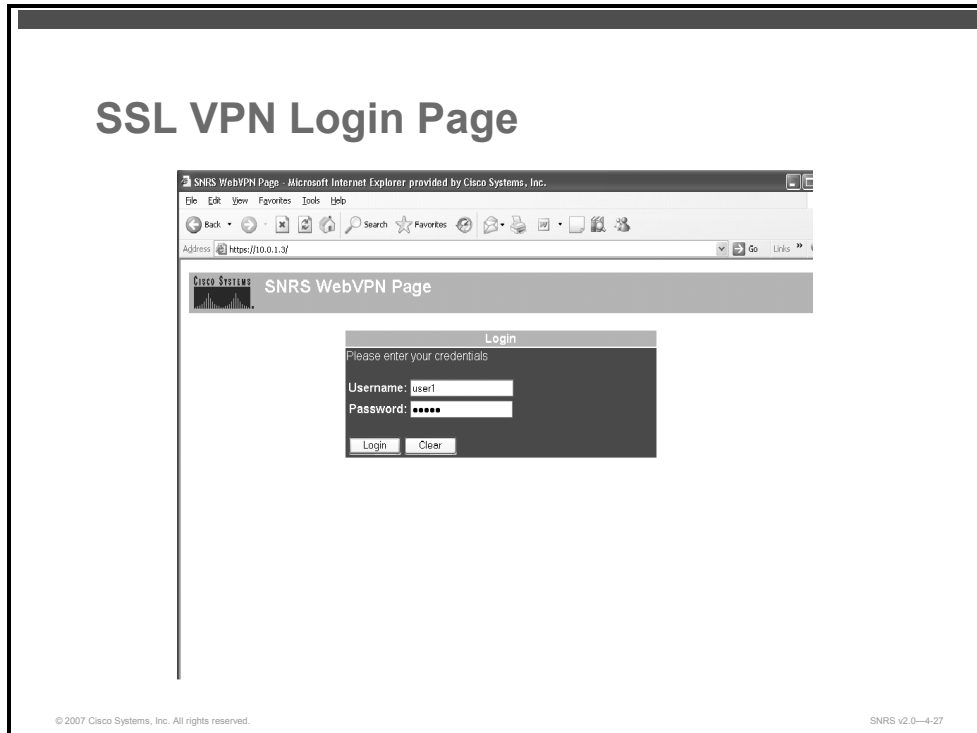 SSL VPN Login Page
SNRS WebVPN Page - Microsoft Internet Explorer provided by Cisco Systems, Inc.
File Edit View Favorites Tools Help
Back Search Favorites
Address https://10.0.1.3/ Go Links »
CISCO SYSTEMS SNRS WebVPN Page
Login
Please enter your credentials
Username: user1
Password: •••••
Login Clear
© 2007 Cisco Systems, Inc. All rights reserved. SNRS v2.0—4-27